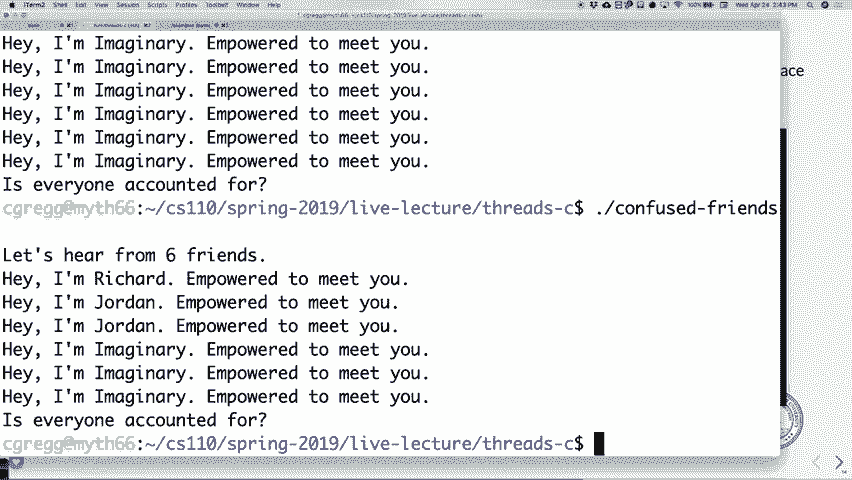 iTerm2 Shell Edit View Session Scripts Profiles Toolbelt Window Help 100% Wed Apr 24 2:43 PM
Hey, I'm Imaginary. Empowered to meet you.
ace
Hey, I'm Imaginary. Empowered to meet you.
Hey, I'm Imaginary. Empowered to meet you.
Hey, I'm Imaginary. Empowered to meet you.
Hey, I'm Imaginary. Empowered to meet you.
Hey, I'm Imaginary. Empowered to meet you.
Is everyone accounted for?
cgregg@myth66:~/cs110/spring-2019/live-lecture/threads-c$ ./confused-friends
Let's hear from 6 friends.
Hey, I'm Richard. Empowered to meet you.
Hey, I'm Jordan. Empowered to meet you.
Hey, I'm Jordan. Empowered to meet you.
Hey, I'm Imaginary. Empowered to meet you.
Hey, I'm Imaginary. Empowered to meet you.
Hey, I'm Imaginary. Empowered to meet you.
Is everyone accounted for?
cgregg@myth66:~/cs110/spring-2019/live-lecture/threads-c$